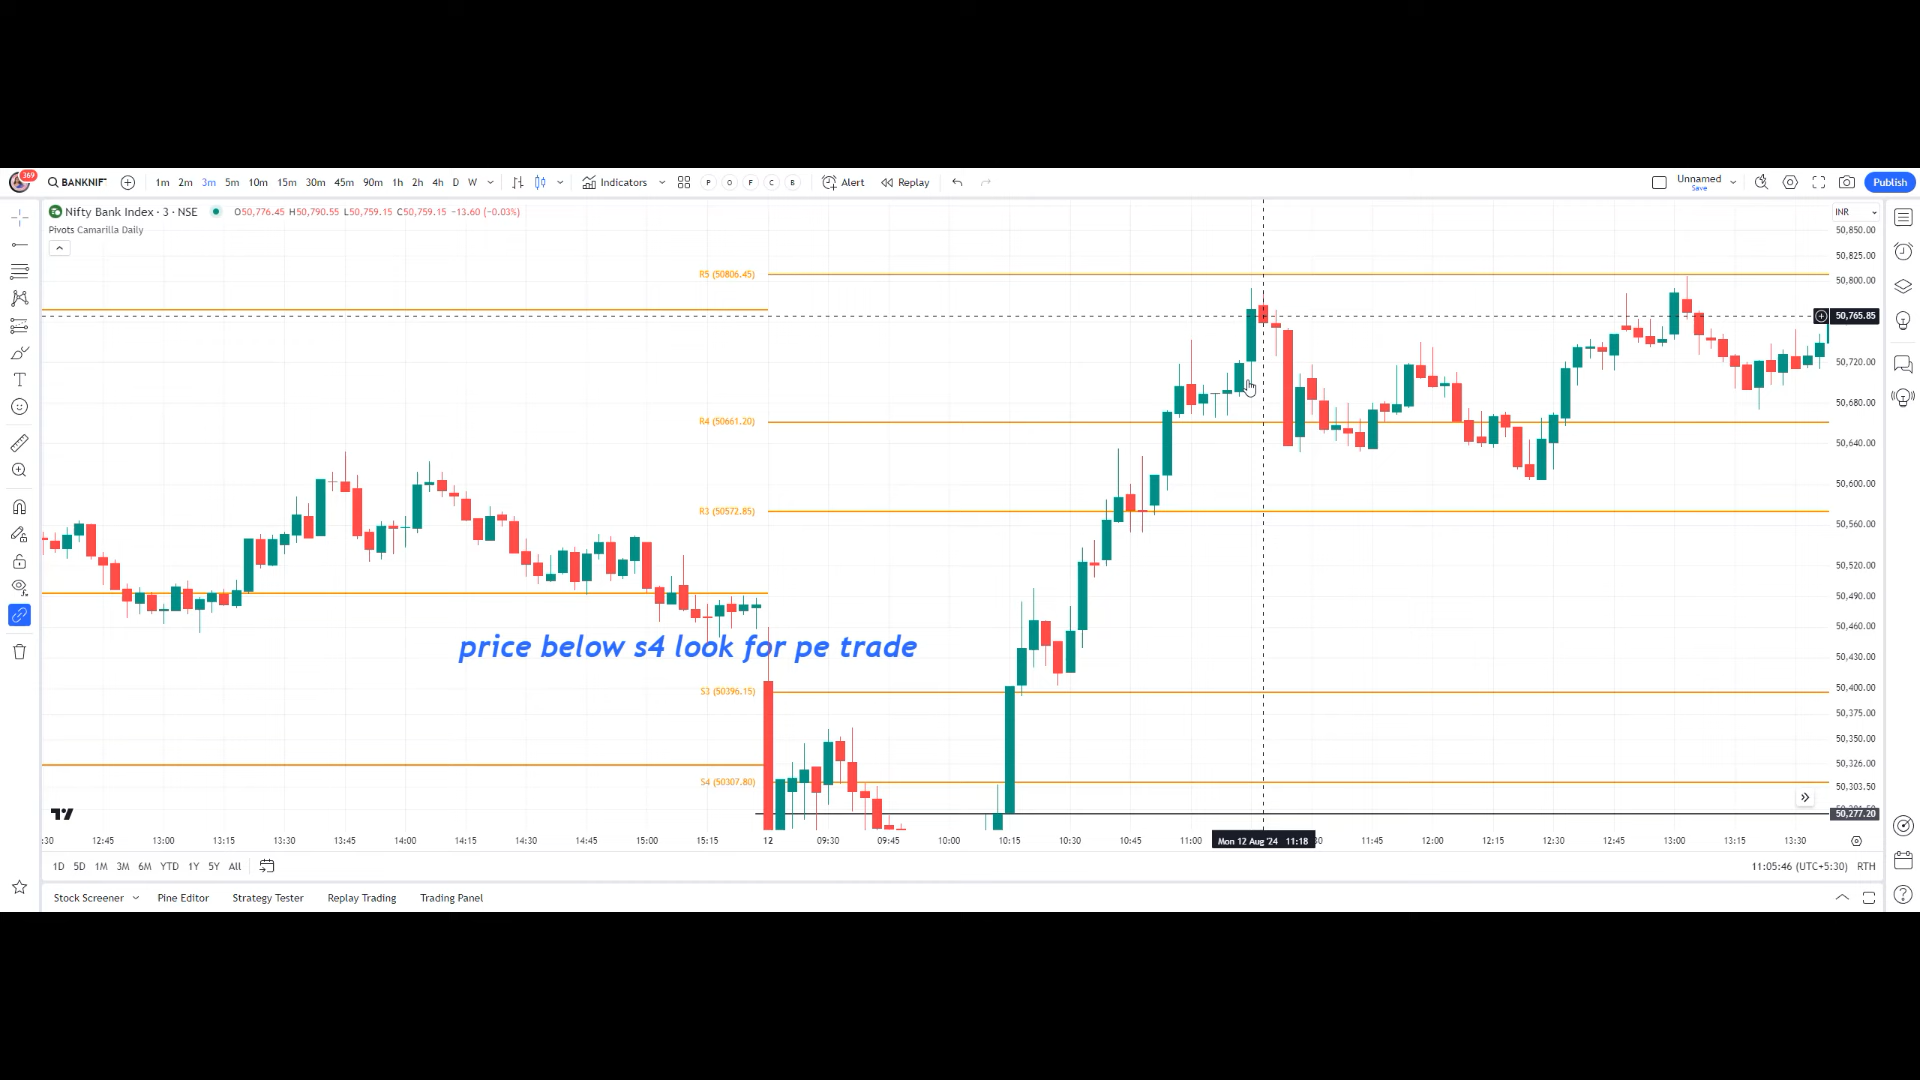 369
BANKNIF
1m 2m 3m 5m 10m 15m 30m 45m 90m 1h 2h 4h D W
Indicators
P O F C B
Alert
Replay
Unnamed
Save
Publish
Nifty Bank Index · 3 · NSE
O50,776.45 H50,790.55 L50,759.15 C50,759.15 −13.60 (−0.03%)
INR
Pivots Camarilla Daily
50,850.00
50,825.00
50,800.00
50,765.85
50,720.00
50,680.00
50,640.00
50,600.00
50,560.00
50,520.00
50,490.00
50,460.00
50,430.00
50,400.00
50,375.00
50,350.00
50,326.00
50,303.50
50,277.20
R5 (50806.45)
R4 (50661.20)
R3 (50572.85)
price below s4 look for pe trade
S3 (50396.15)
S4 (50307.80)
:30 12:45 13:00 13:15 13:30 13:45 14:00 14:15 14:30 14:45 15:00 15:15 12 09:30 09:45 10:00 10:15 10:30 10:45 11:00 Mon 12 Aug '24 11:18 :30 11:45 12:00 12:15 12:30 12:45 13:00 13:15 13:30
1D 5D 1M 3M 6M YTD 1Y 5Y All
11:05:46 (UTC+5:30) RTH
Stock Screener
Pine Editor
Strategy Tester
Replay Trading
Trading Panel